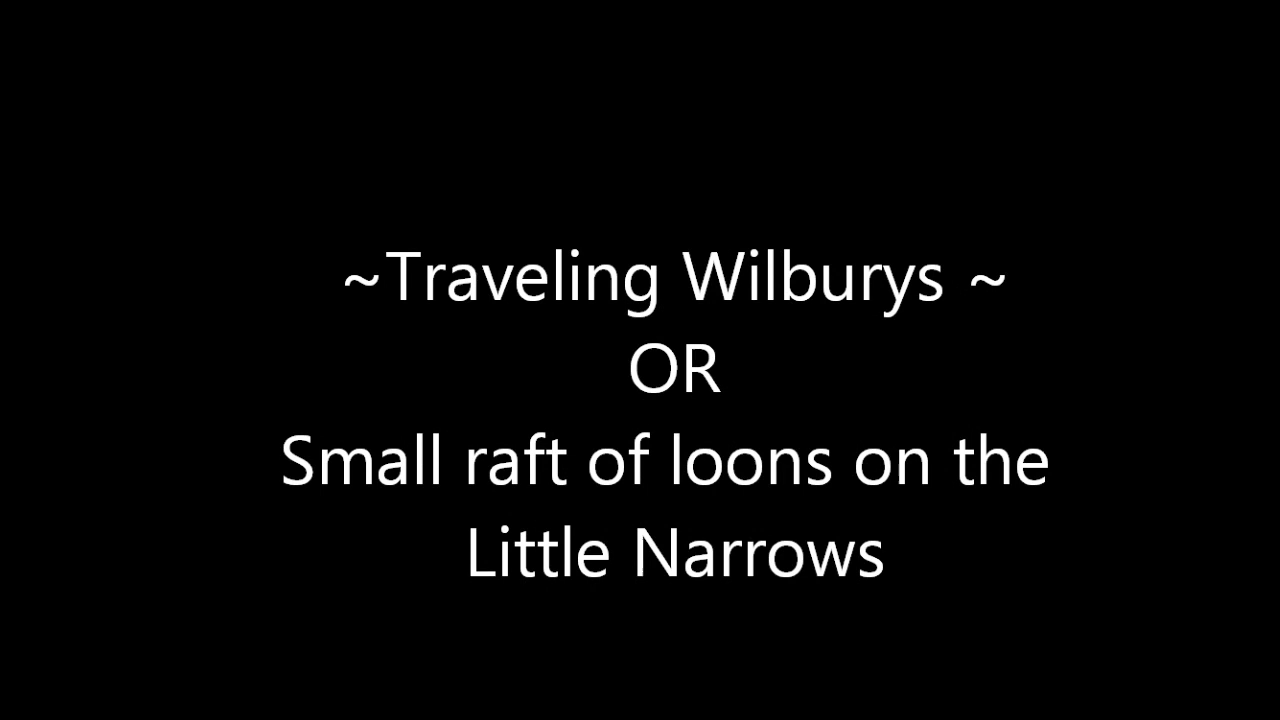 ~Traveling Wilburys ~
OR
Small raft of loons on the
Little Narrows